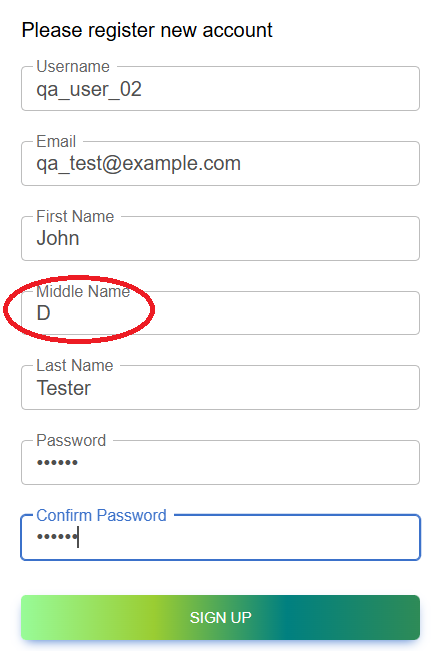 Please register new account
Username
qa_user_02
Email
qa_test@example.com
First Name
John
Middle Name
D
Last Name
Tester
Password
••••••
Confirm Password
••••••
SIGN UP